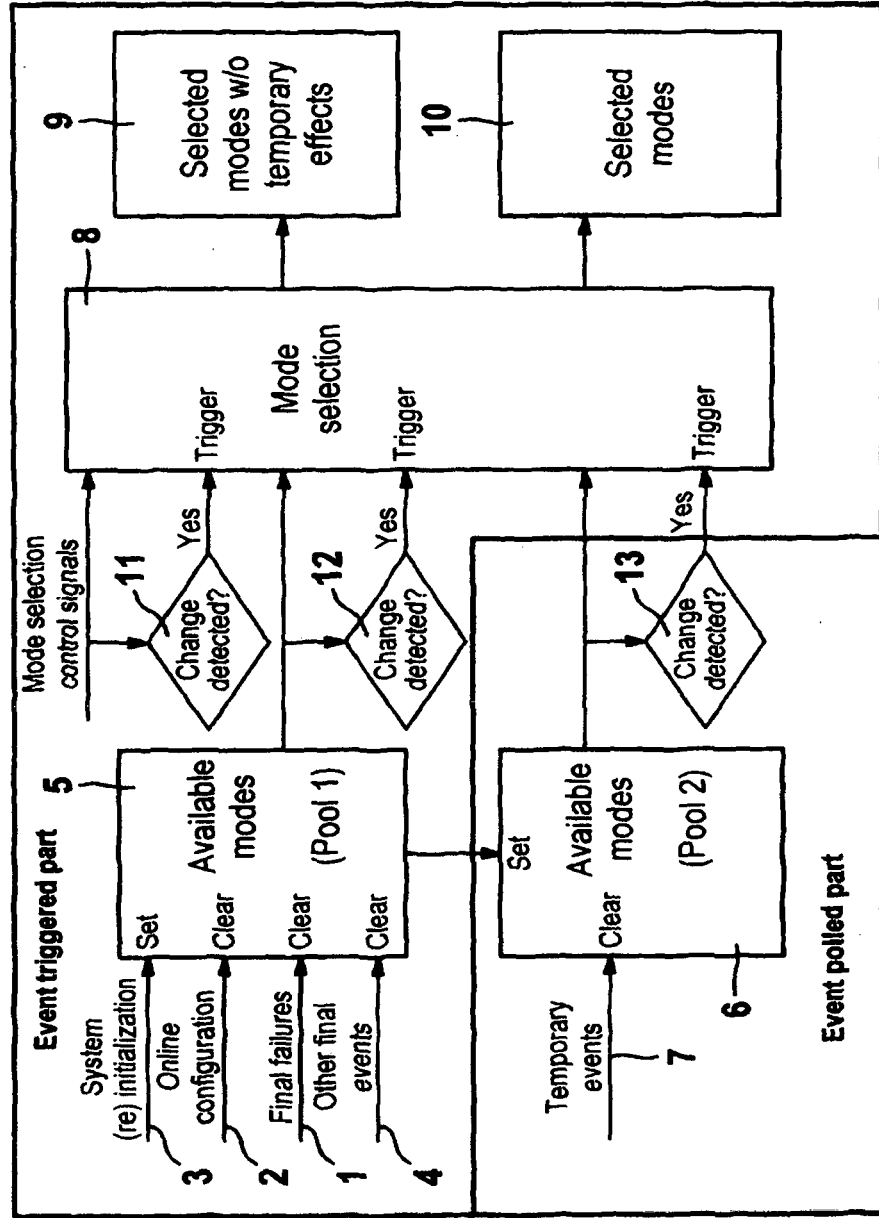 Event triggered part
System
(re) initialization
3
Online
configuration
2
Final failures
1
Other final
events
4
Set
Clear
Clear
Clear
Available
modes
(Pool 1)
5
Mode selection
control signals
Change
detected?
11
Yes
Change
detected?
12
Yes
Trigger
Trigger
Trigger
Mode
selection
8
Selected
modes w/o
temporary
effects
9
Selected
modes
10
Temporary
events
7
Set
Clear
Available
modes
(Pool 2)
6
Change
detected?
13
Yes
Event polled part